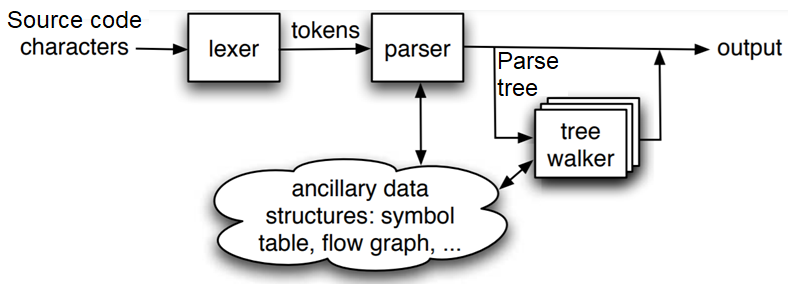 Source code
characters
lexer
tokens
parser
output
Parse
tree
tree
walker
ancillary data
structures: symbol
table, flow graph, ...